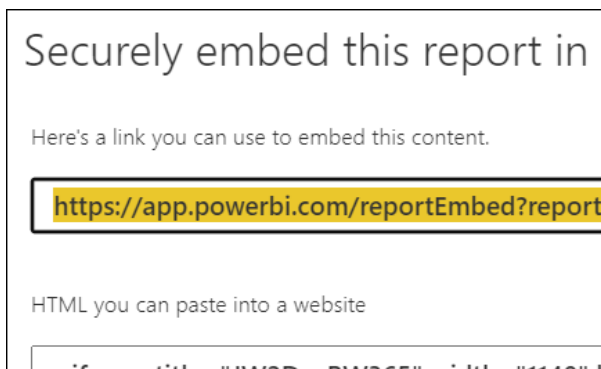 Securely embed this report in
Here's a link you can use to embed this content.
https://app.powerbi.com/reportEmbed?report
HTML you can paste into a website